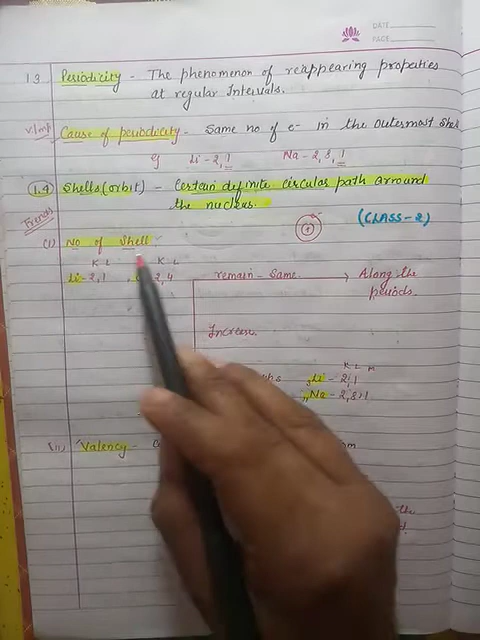 DATE
PAGE
1.3 Periodicity - The phenomenon of reappearing properties
at regular Intervals.
V.Imp Cause of periodicity - Same no of e- in the outermost shell
eg Li - 2,1 Na - 2,8,1
1.4 Shells (orbit) - Certain definite circular path arround
the nucleus.
Trends
(CLASS-2)
(i) No of Shell
K L K L
Li - 2,1 , 2,4 remain - Same Along the
periods.
Increase
K L M
Li - 2,1
Na - 2,8,1
(ii) Valency -
the